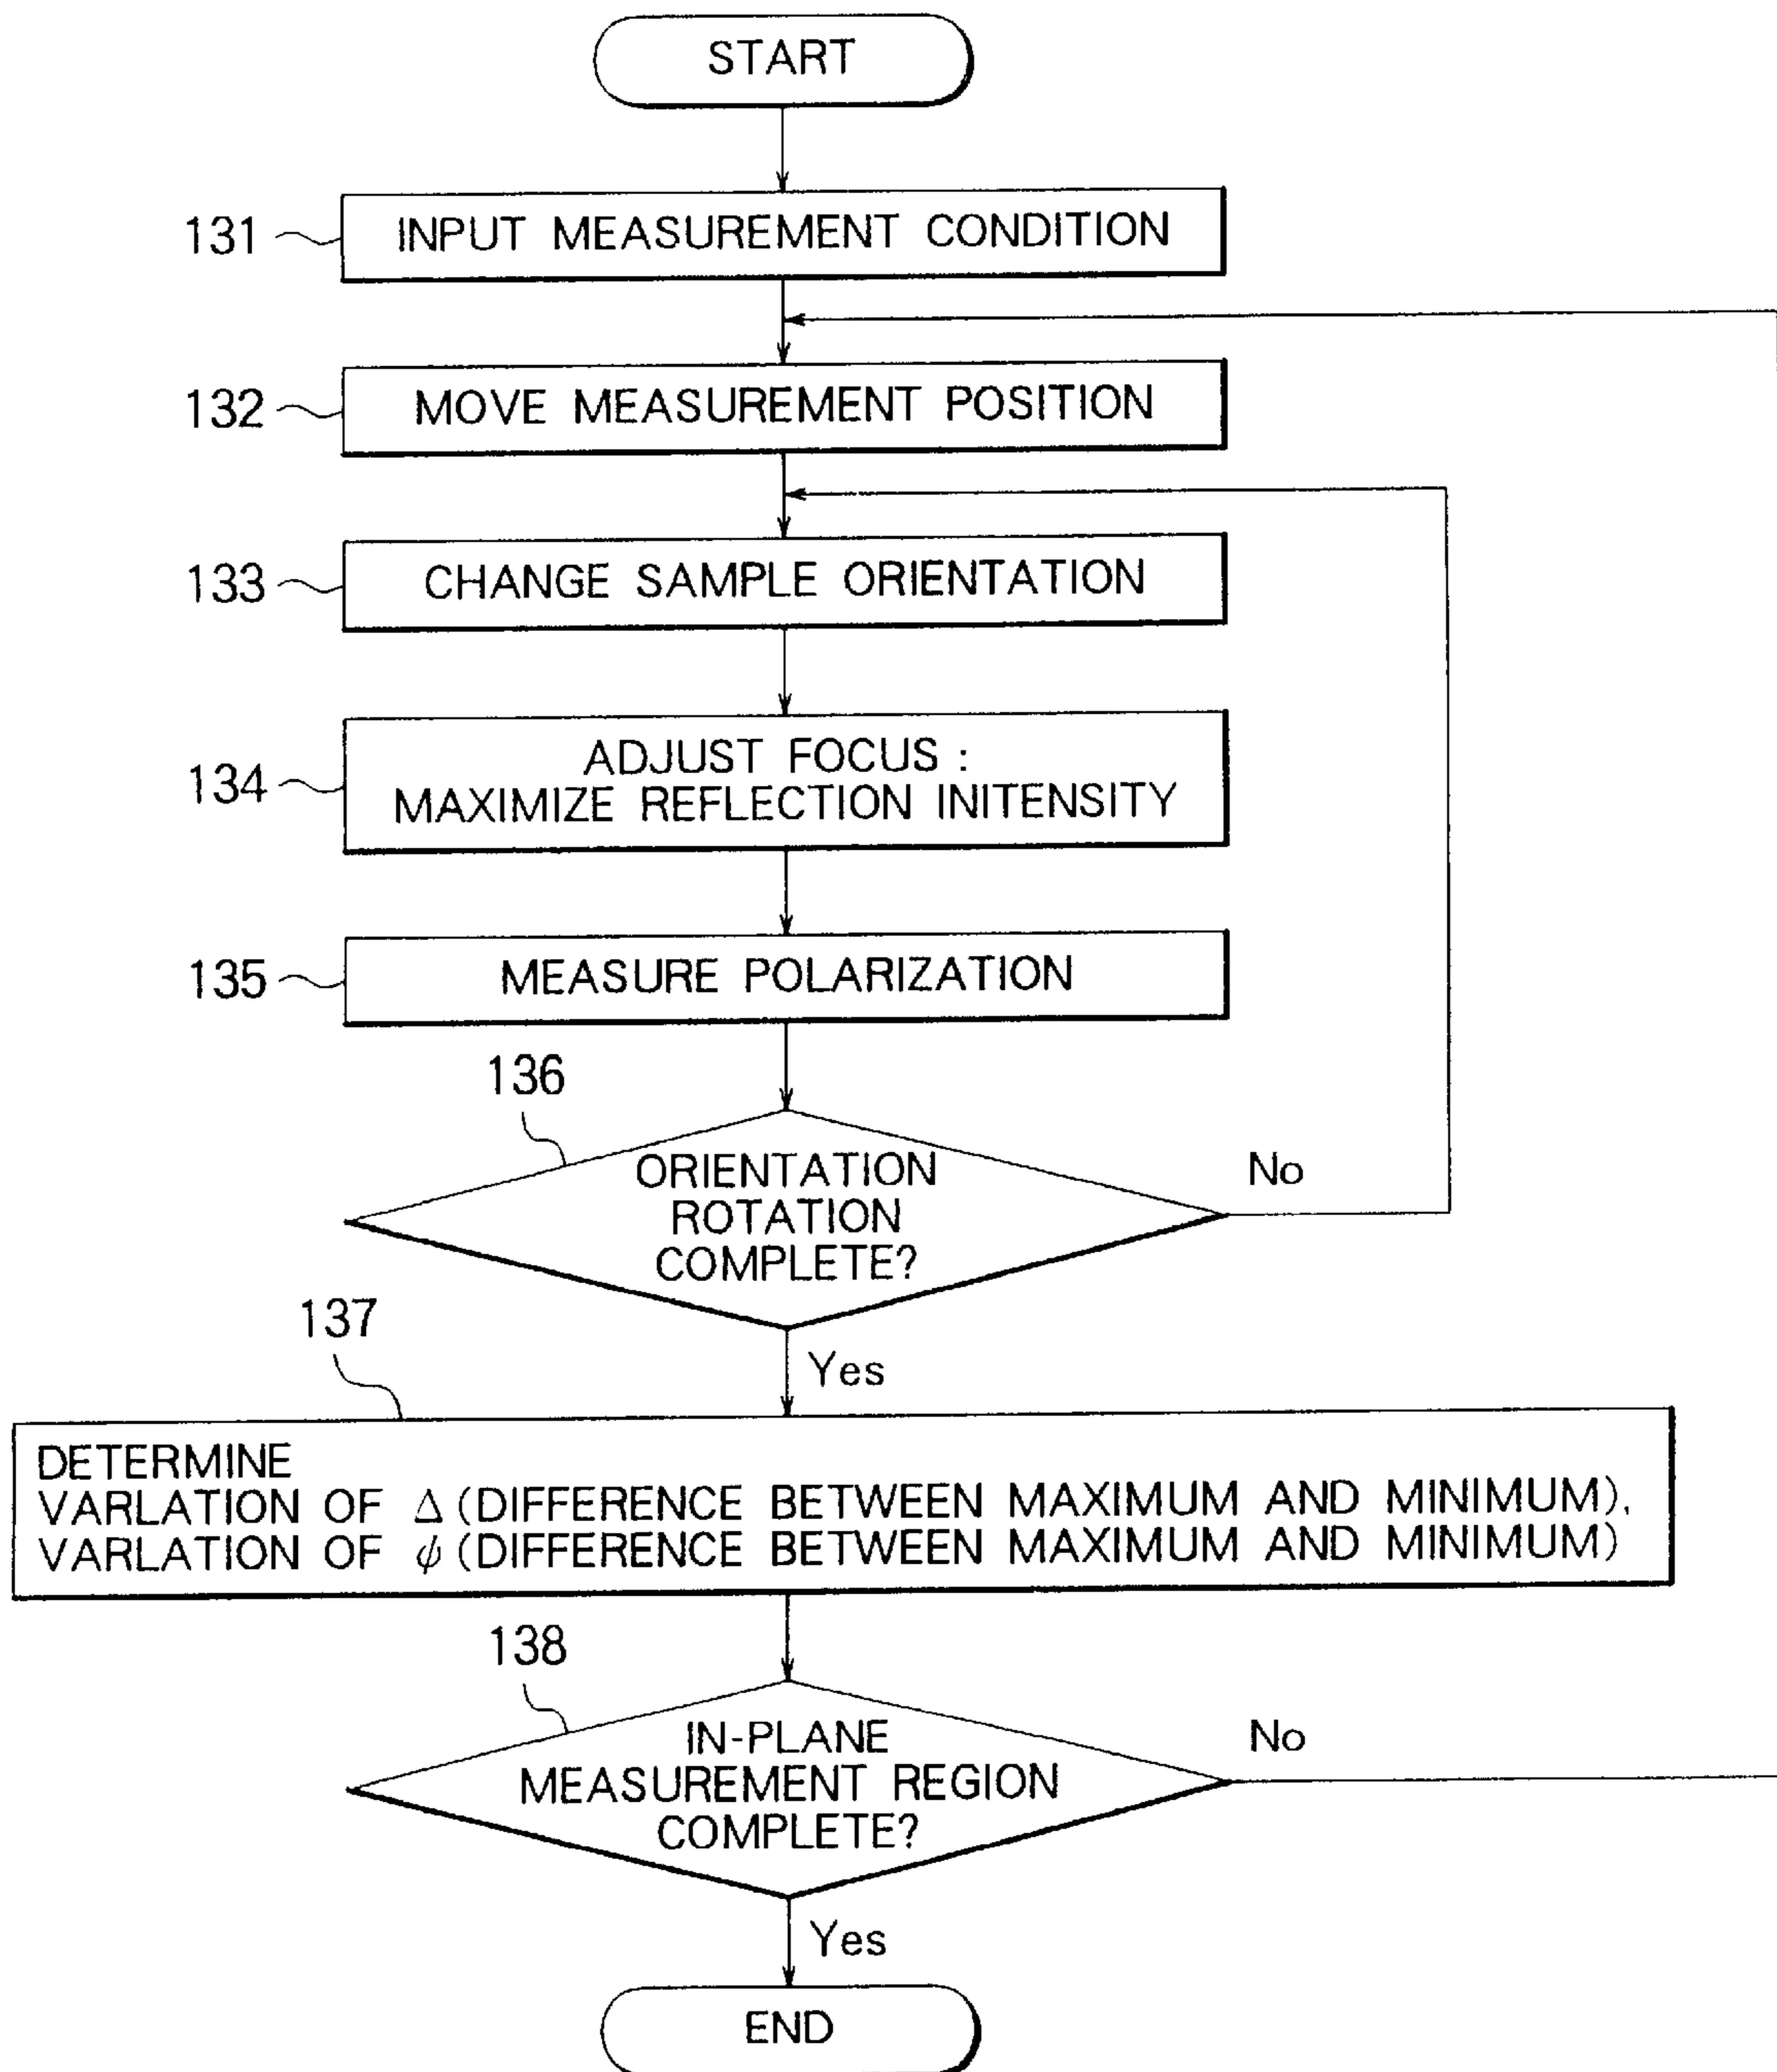 START
131
INPUT MEASUREMENT CONDITION
132
MOVE MEASUREMENT POSITION
133
CHANGE SAMPLE ORIENTATION
134
ADJUST FOCUS :
MAXIMIZE REFLECTION INITENSITY
135
MEASURE POLARIZATION
136
ORIENTATION
ROTATION
COMPLETE?
No
137
Yes
DETERMINE
VARLATION OF Δ (DIFFERENCE BETWEEN MAXIMUM AND MINIMUM),
VARLATION OF ψ (DIFFERENCE BETWEEN MAXIMUM AND MINIMUM)
138
IN-PLANE
MEASUREMENT REGION
COMPLETE?
No
Yes
END